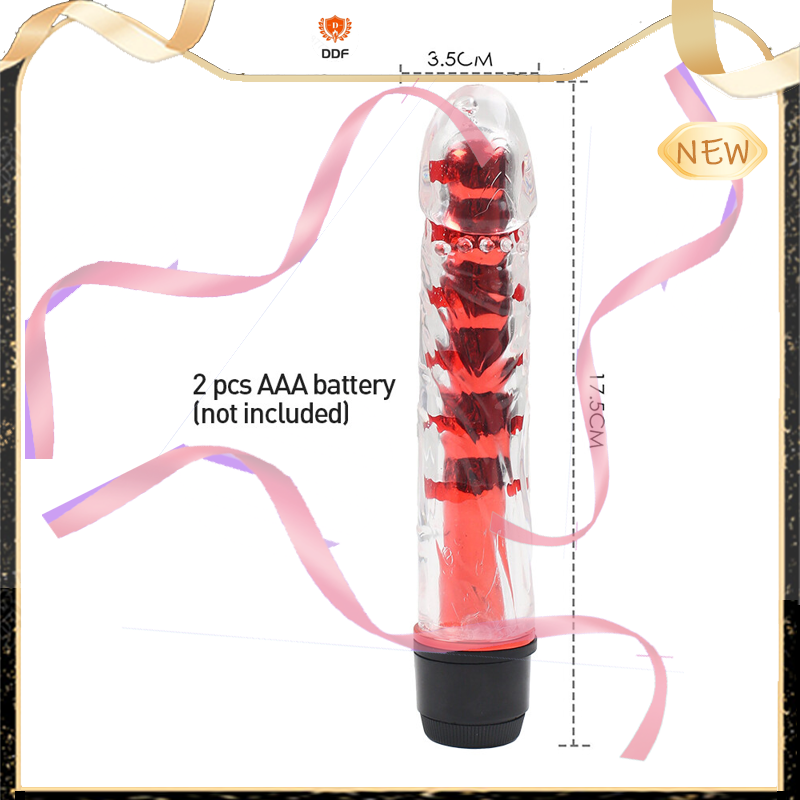 DDF
3.5CM
NEW
17.5CM
2 pcs AAA battery
(not included)